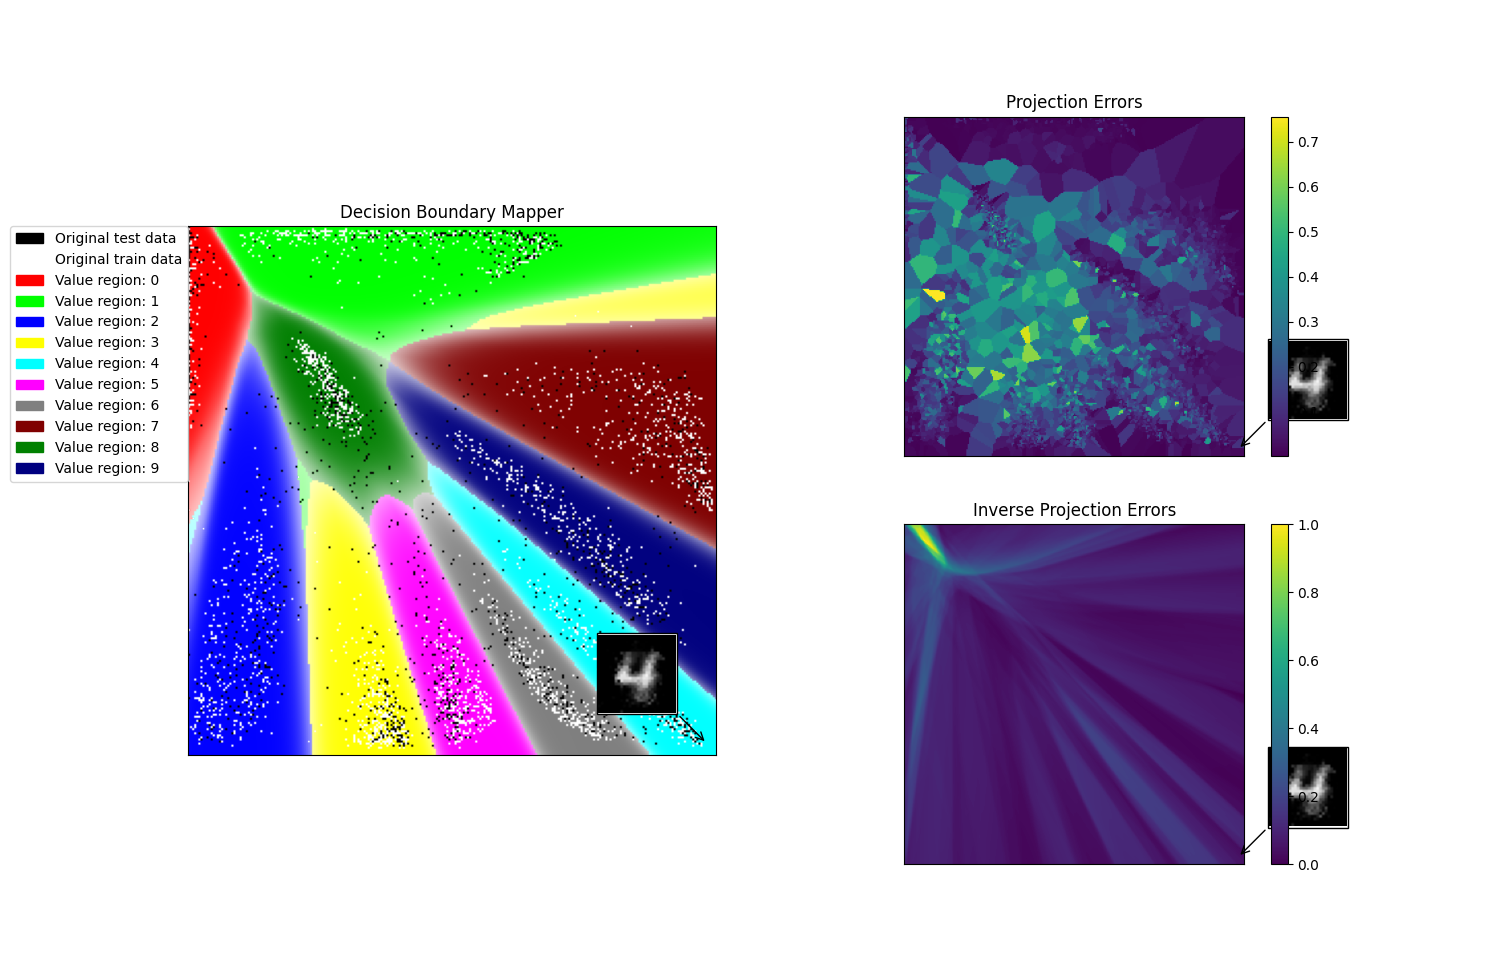 Decision Boundary Mapper
Original test data
Original train data
Value region: 0
Value region: 1
Value region: 2
Value region: 3
Value region: 4
Value region: 5
Value region: 6
Value region: 7
Value region: 8
Value region: 9
4
Projection Errors
0.7
0.6
0.5
0.4
0.3
0.2
4
Inverse Projection Errors
1.0
0.8
0.6
0.4
0.2
0.0
4